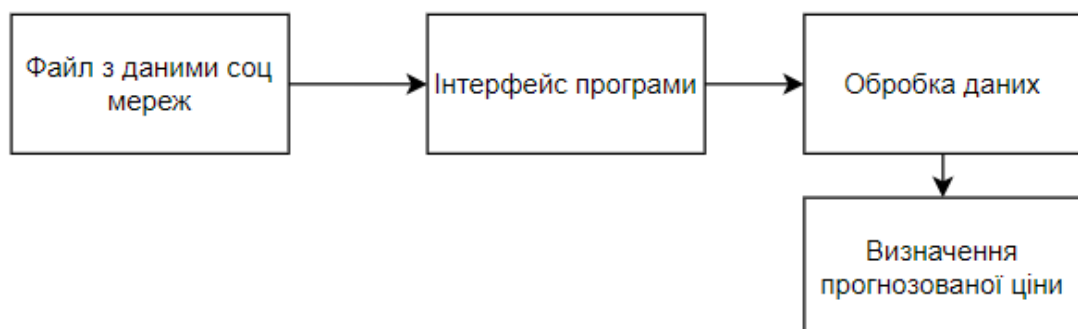 Файл з даними соц
мереж
Інтерфейс програми
Обробка даних
Визначення
прогнозованої ціни